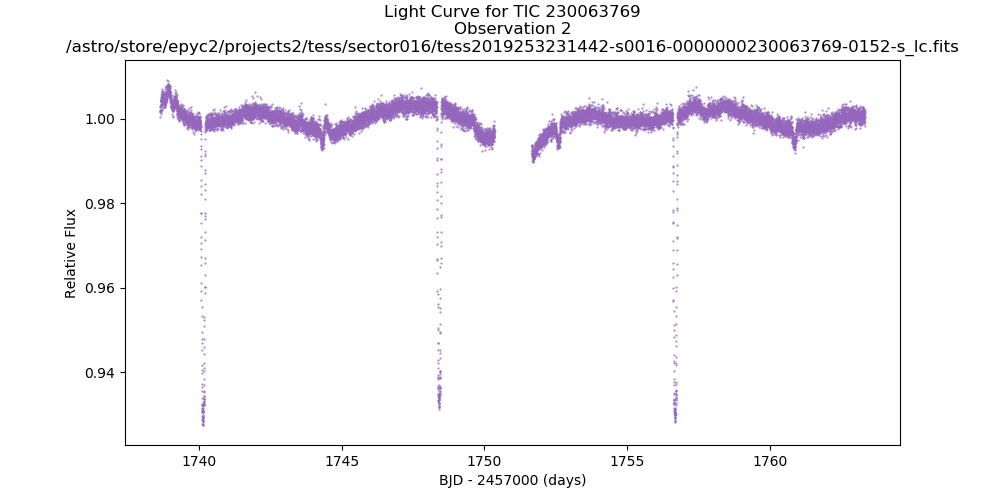 Light Curve for TIC 230063769
Observation 2
/astro/store/epyc2/projects2/tess/sector016/tess2019253231442-s0016-0000000230063769-0152-s_lc.fits
1.00
0.98
0.96
0.94
Relative Flux
1740
1745
1750
1755
1760
BJD - 2457000 (days)